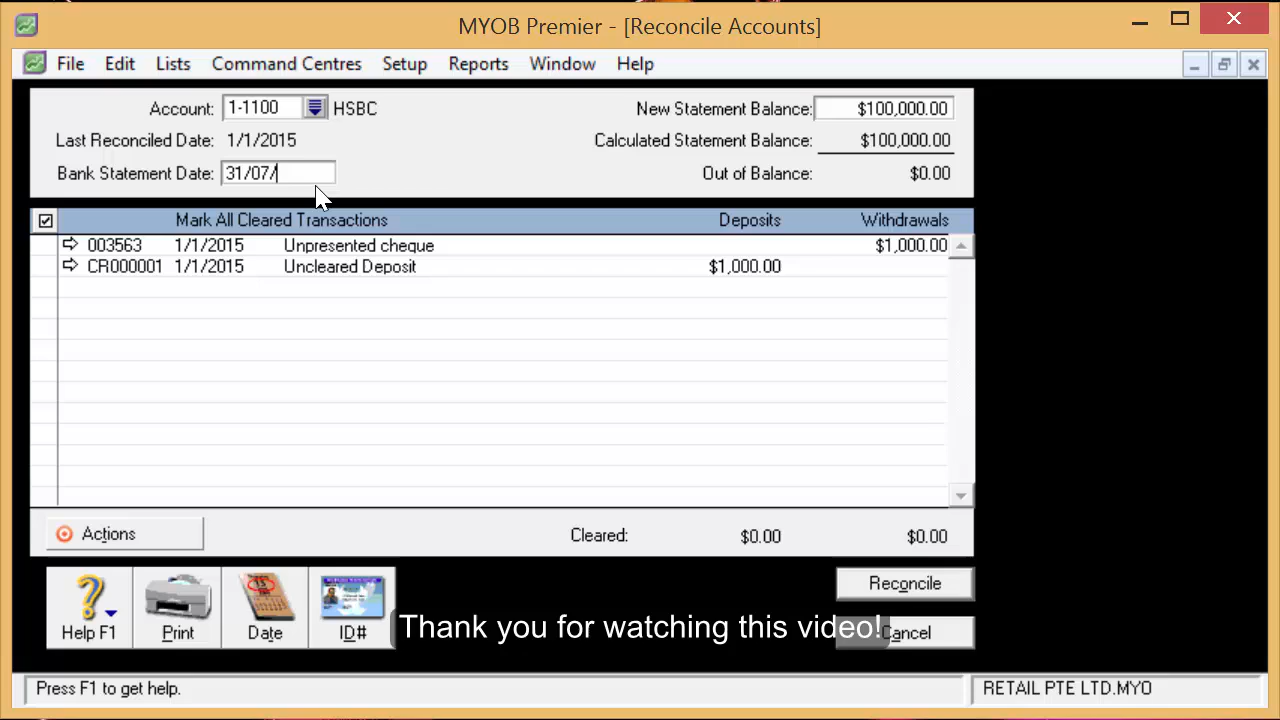 MYOB Premier - [Reconcile Accounts]
File Edit Lists Command Centres Setup Reports Window Help
Account: 1-1100 HSBC New Statement Balance: $100,000.00
Last Reconciled Date: 1/1/2015 Calculated Statement Balance: $100,000.00
Bank Statement Date: 31/07/ Out of Balance: $0.00
Mark All Cleared Transactions Deposits Withdrawals
003563 1/1/2015 Unpresented cheque $1,000.00
CR000001 1/1/2015 Uncleared Deposit $1,000.00
Actions Cleared: $0.00 $0.00
Reconcile
Help F1 Print Date ID# Cancel
Thank you for watching this video!
Press F1 to get help. RETAIL PTE LTD.MYO